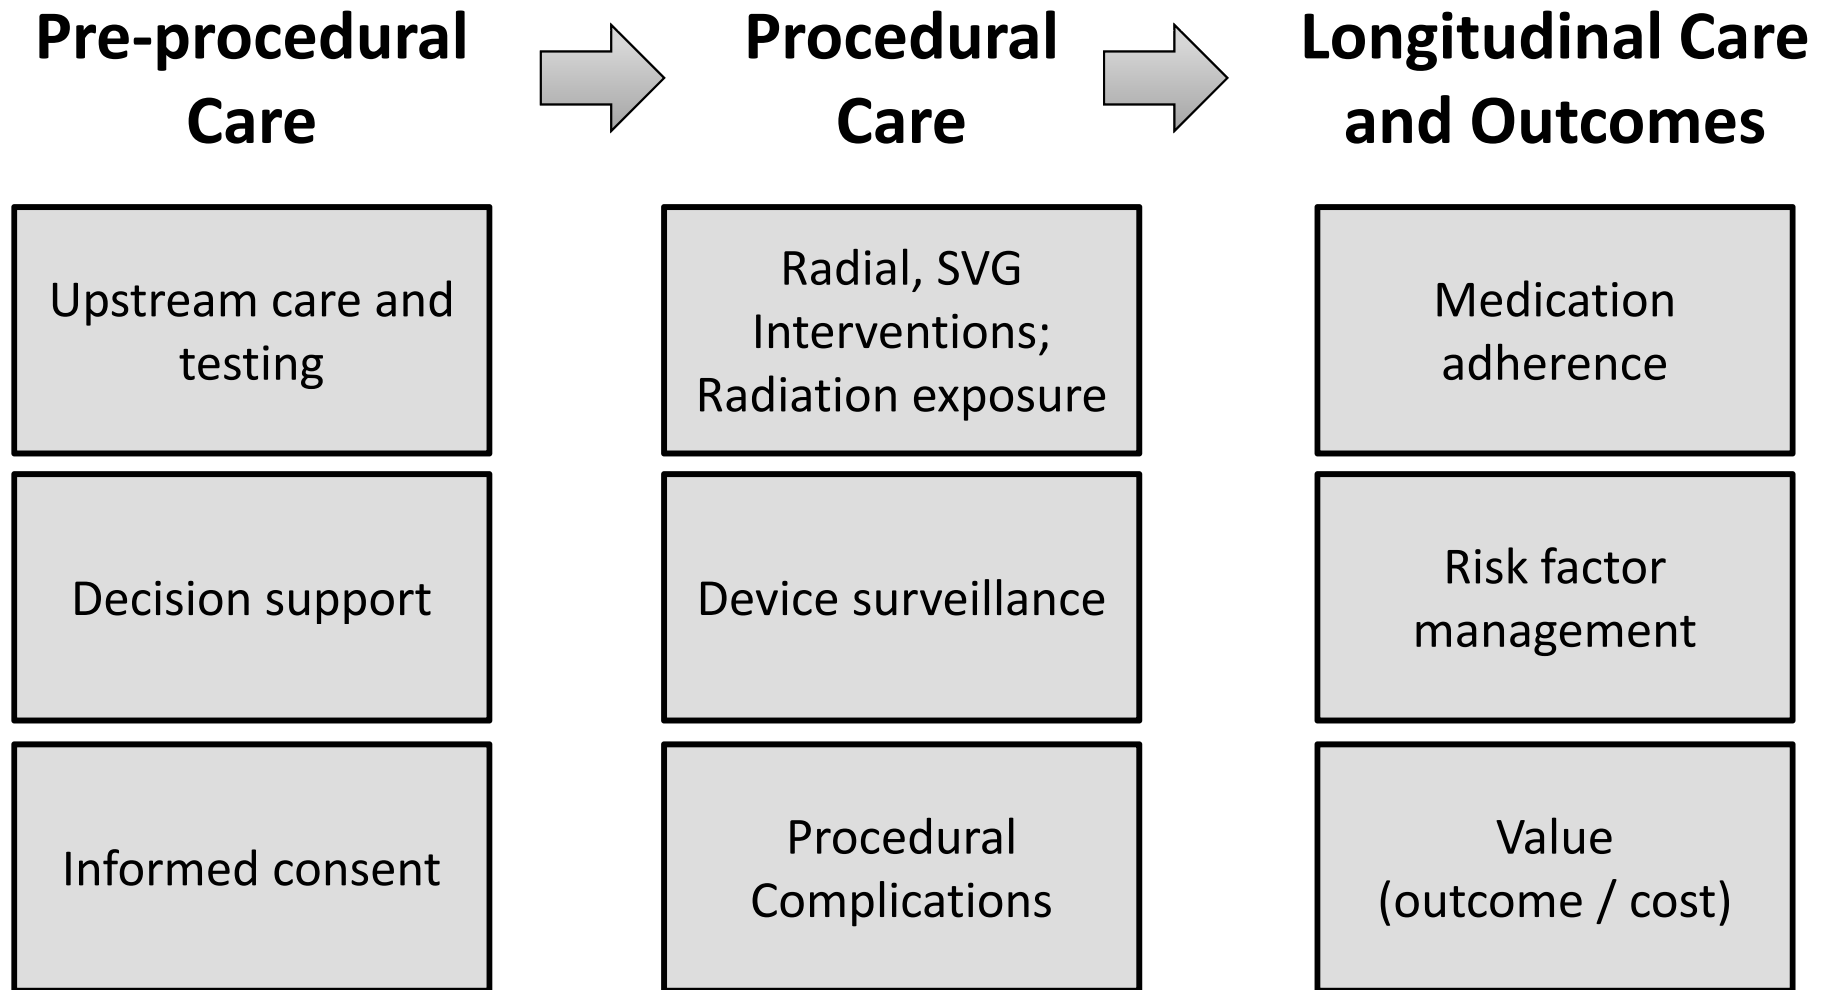 Pre-procedural
Care
Procedural
Care
Longitudinal Care
and Outcomes
Upstream care and
testing
Radial, SVG
Interventions;
Radiation exposure
Medication
adherence
Decision support
Device surveillance
Risk factor
management
Informed consent
Procedural
Complications
Value
(outcome / cost)